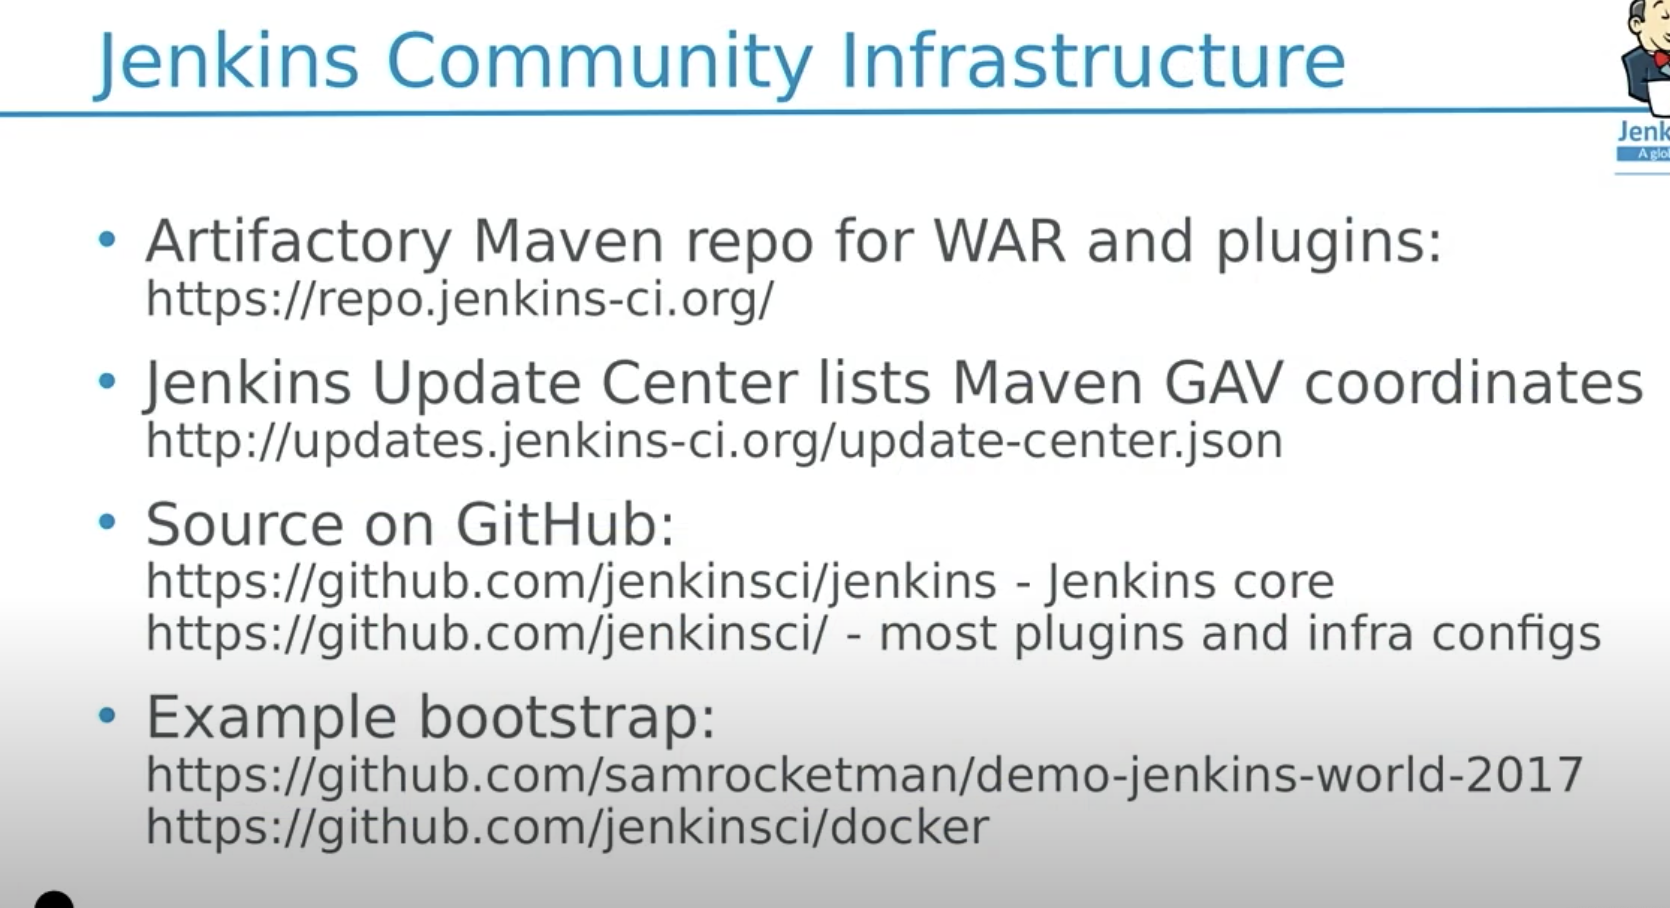 Jenkins Community Infrastructure
Jenk
A glo
• Artifactory Maven repo for WAR and plugins:
https://repo.jenkins-ci.org/
• Jenkins Update Center lists Maven GAV coordinates
http://updates.jenkins-ci.org/update-center.json
• Source on GitHub:
https://github.com/jenkinsci/jenkins - Jenkins core
https://github.com/jenkinsci/ - most plugins and infra configs
• Example bootstrap:
https://github.com/samrocketman/demo-jenkins-world-2017
https://github.com/jenkinsci/docker